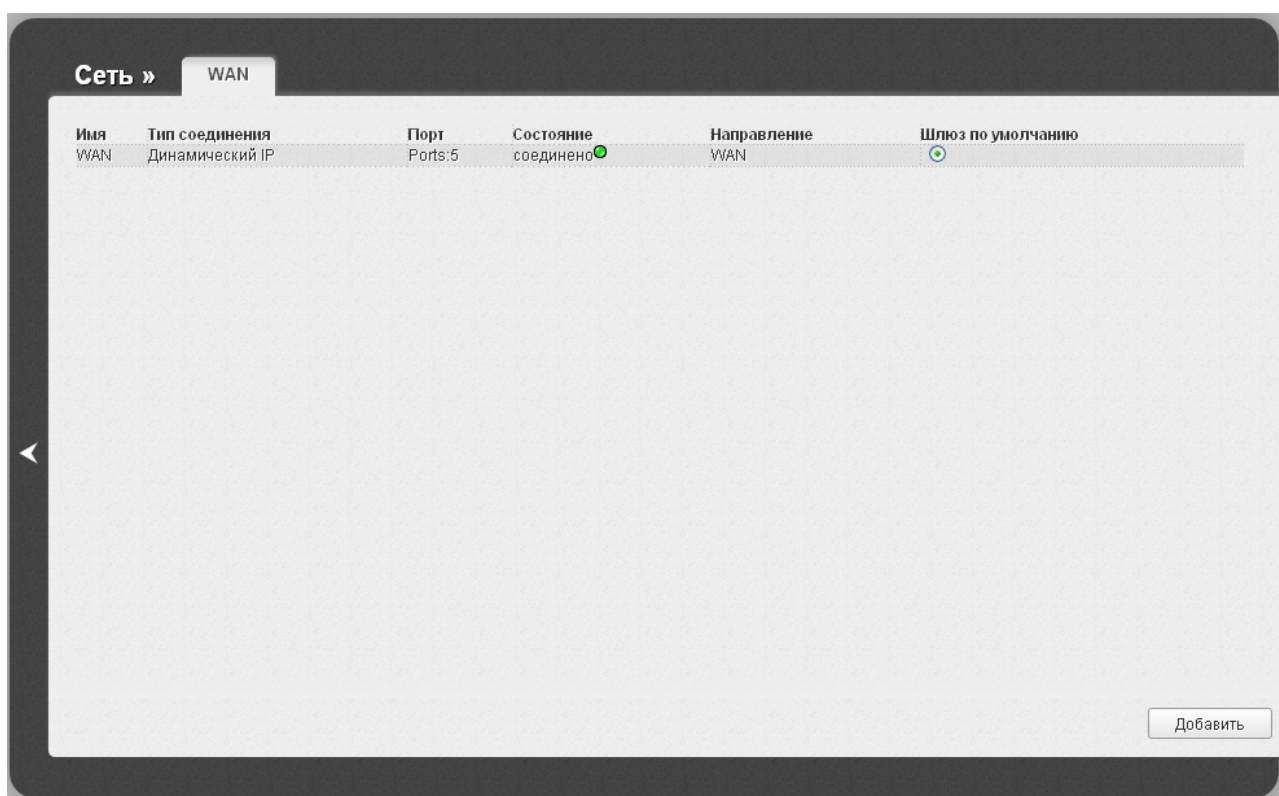 Сеть » WAN
Имя Тип соединения Порт Состояние Направление Шлюз по умолчанию
WAN Динамический IP Ports:5 соединено WAN
Добавить